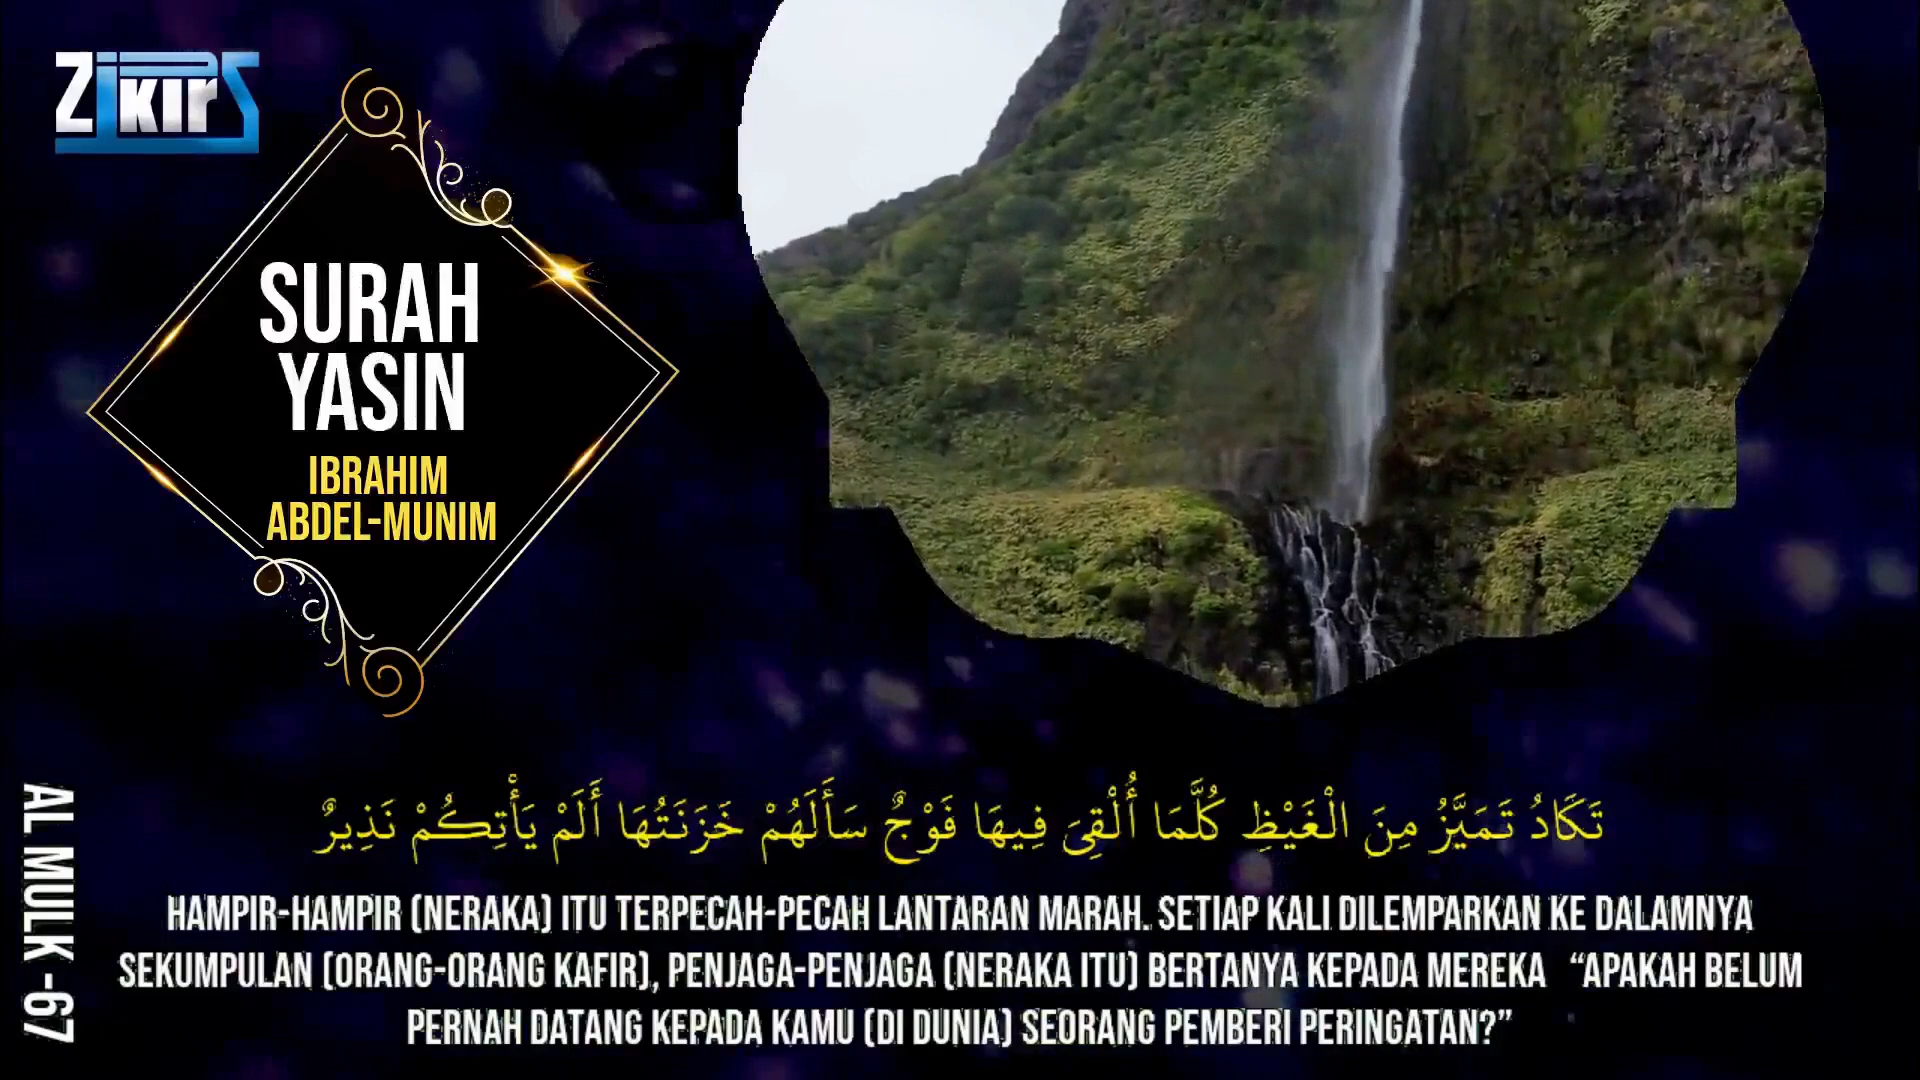 ZIKIR
SURAH
YASIN
IBRAHIM
ABDEL-MUNIM
تَكَادُ تَمَيَّزُ مِنَ الْغَيْظِ كُلَّمَا أُلْقِىَ فِيهَا فَوْجٌ سَأَلَهُمْ خَزَنَتُهَا أَلَمْ يَأْتِكُمْ نَذِيرٌ
HAMPIR-HAMPIR (NERAKA) ITU TERPECAH-PECAH LANTARAN MARAH. SETIAP KALI DILEMPARKAN KE DALAMNYA
SEKUMPULAN (ORANG-ORANG KAFIR), PENJAGA-PENJAGA (NERAKA ITU) BERTANYA KEPADA MEREKA “APAKAH BELUM
PERNAH DATANG KEPADA KAMU (DI DUNIA) SEORANG PEMBERI PERINGATAN?”
AL MULK -67